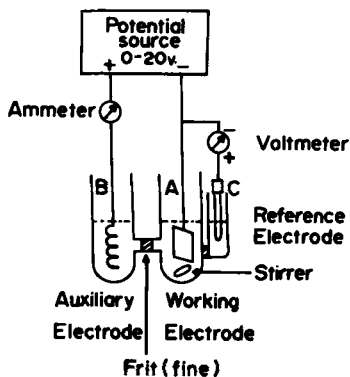 Potential
source
0-20v.
+ −
Ammeter
−
+
Voltmeter
B A C
Reference
Electrode
Stirrer
Auxiliary Working
Electrode Electrode
Frit (fine)